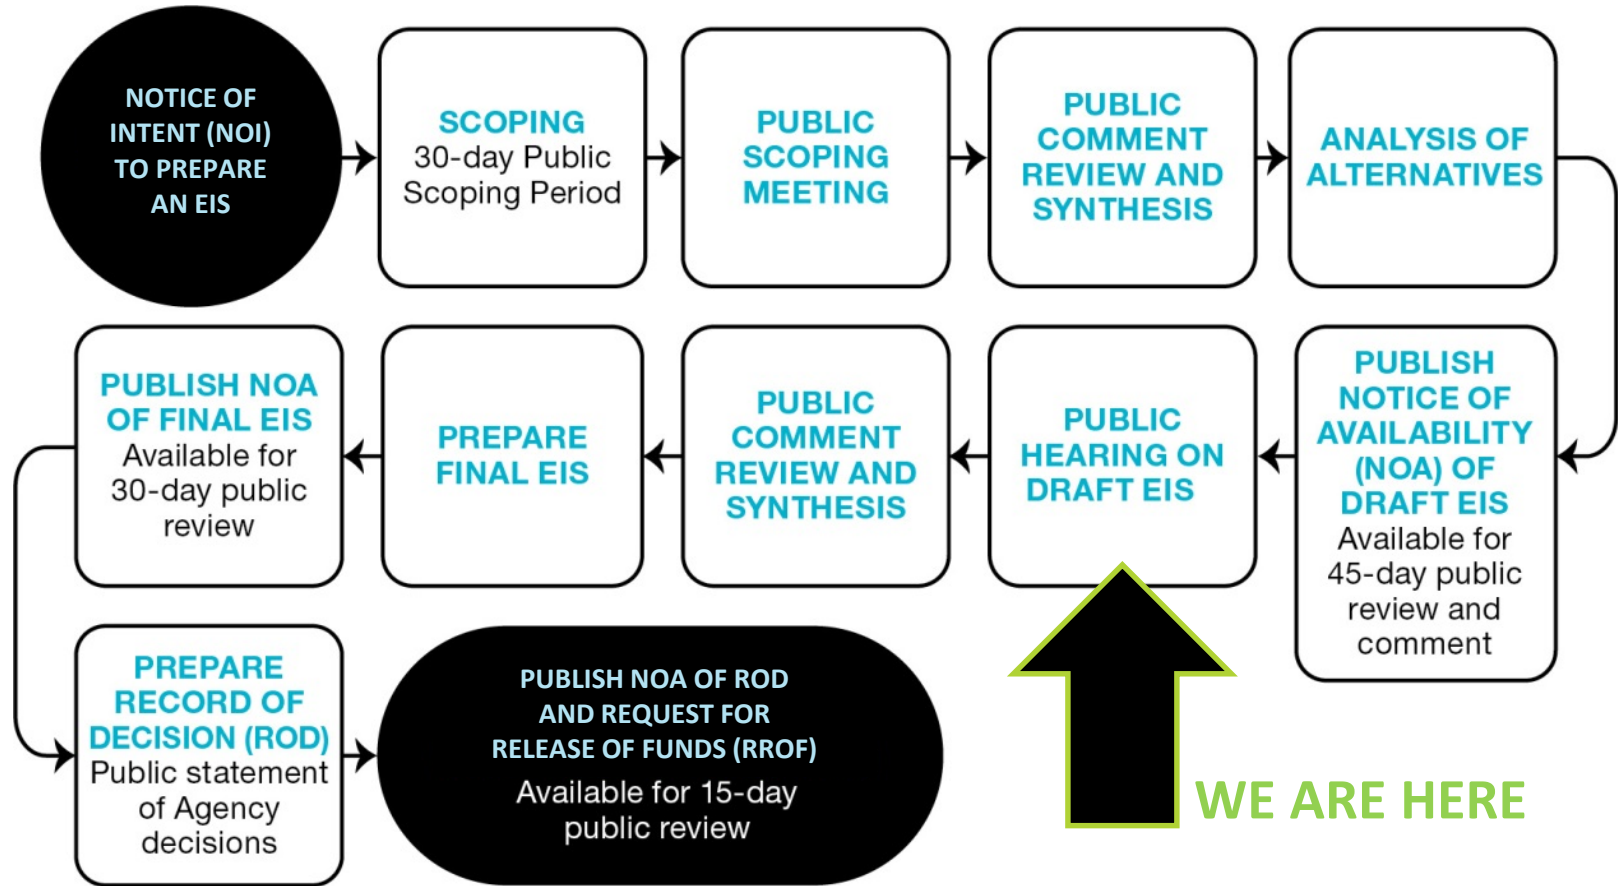 NOTICE OF
INTENT (NOI)
TO PREPARE
AN EIS
SCOPING
30-day Public
Scoping Period
PUBLIC
SCOPING
MEETING
PUBLIC
COMMENT
REVIEW AND
SYNTHESIS
ANALYSIS OF
ALTERNATIVES
PUBLISH
NOTICE OF
AVAILABILITY
(NOA) OF
DRAFT EIS
Available for
45-day public
review and
comment
PUBLIC
HEARING ON
DRAFT EIS
PUBLIC
COMMENT
REVIEW AND
SYNTHESIS
PREPARE
FINAL EIS
PUBLISH NOA
OF FINAL EIS
Available for
30-day public
review
PREPARE
RECORD OF
DECISION (ROD)
Public statement
of Agency
decisions
PUBLISH NOA OF ROD
AND REQUEST FOR
RELEASE OF FUNDS (RROF)
Available for 15-day
public review
WE ARE HERE